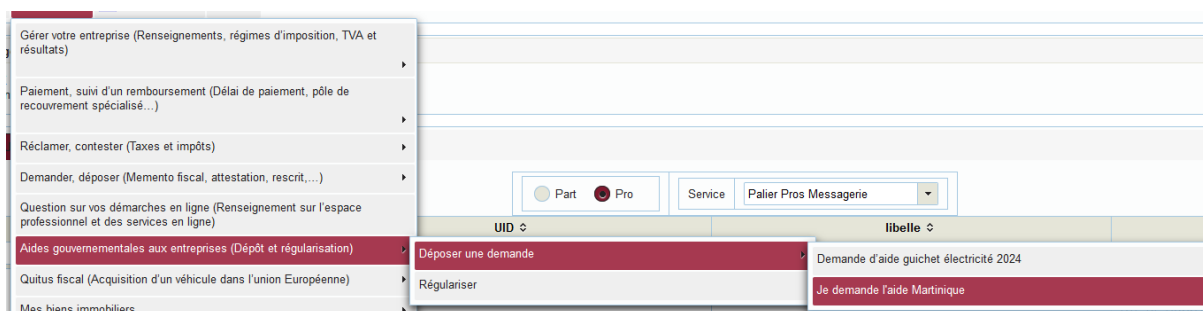 Gérer votre entreprise (Renseignements, régimes d'imposition, TVA et
résultats)
Paiement, suivi d'un remboursement (Délai de paiement, pôle de
recouvrement spécialisé…)
Réclamer, contester (Taxes et impôts)
Demander, déposer (Memento fiscal, attestation, rescrit,…)
Part Pro Service Palier Pros Messagerie
Question sur vos démarches en ligne (Renseignement sur l'espace
professionnel et des services en ligne)
UID libelle
Aides gouvernementales aux entreprises (Dépôt et régularisation)
Déposer une demande
Demande d'aide guichet électricité 2024
Quitus fiscal (Acquisition d'un véhicule dans l'union Européenne)
Régulariser
Je demande l'aide Martinique
Mes biens immobiliers